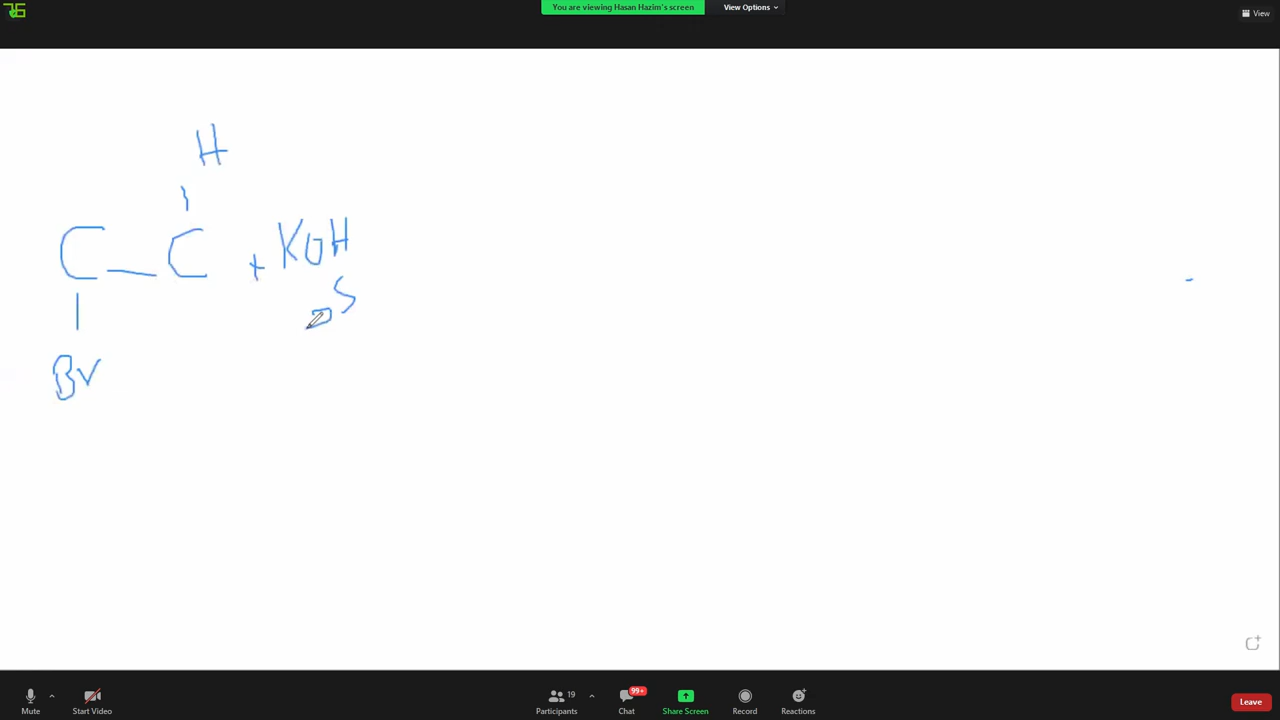 76
You are viewing Hasan Hazim's screen
View Options
View
H
C — C + KOH
Br
Mute
Start Video
Participants
19
Chat
99+
Share Screen
Record
Reactions
Leave